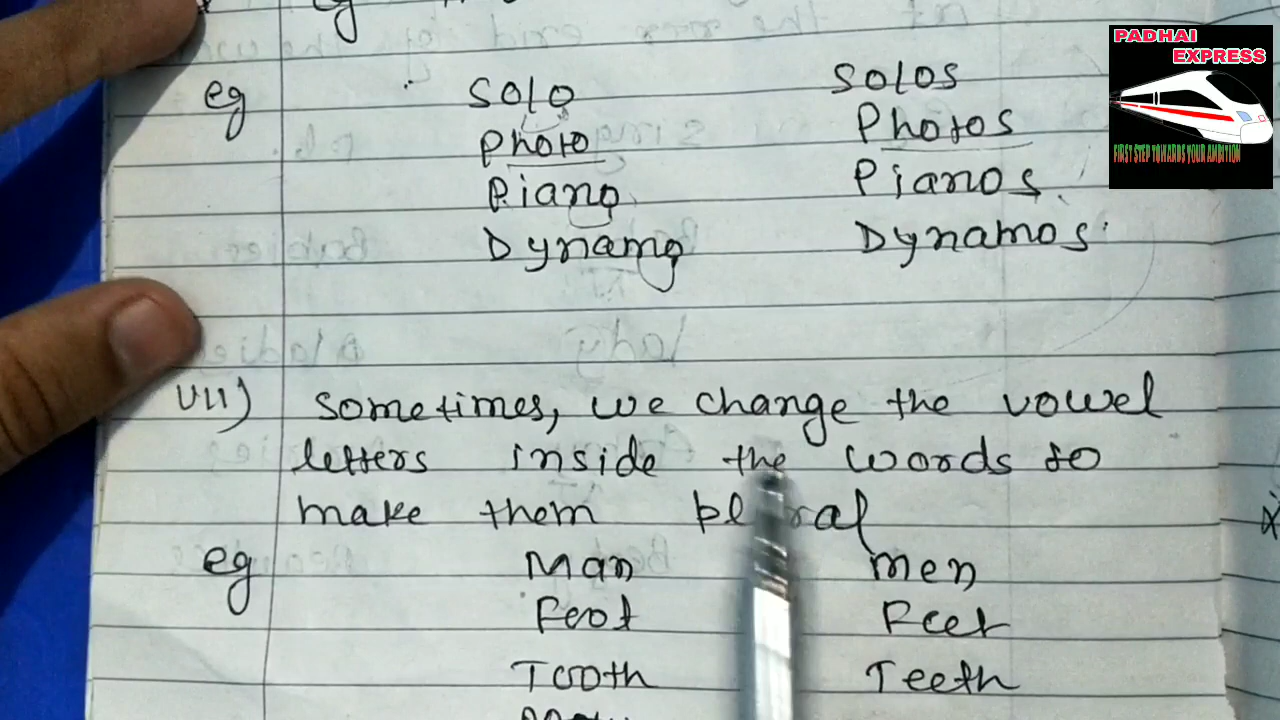 eg
PADHAI
EXPRESS
FIRST STEP TOWARDS YOUR AMBITION
eg Solo Solos
Photo Photos
Piano Pianos
Dynamo Dynamos
VII) Sometimes, we change the vowel
letters inside the words to
make them plural
eg Man men
Foot Feet
Tooth Teeth